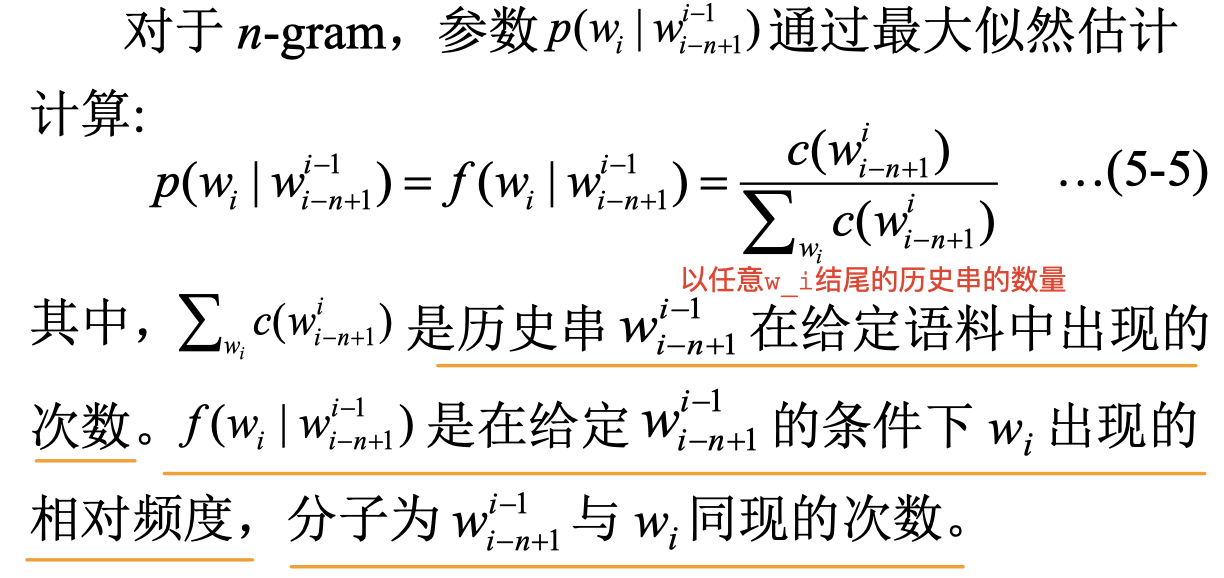 对于 n-gram，参数 $p(w_i \mid w_{i-n+1}^{i-1})$ 通过最大似然估计
计算:
$p(w_i \mid w_{i-n+1}^{i-1}) = f(w_i \mid w_{i-n+1}^{i-1}) = \frac{c(w_{i-n+1}^{i})}{\sum_{w_i} c(w_{i-n+1}^{i})}$ …(5-5)
以任意w_i结尾的历史串的数量
其中，$\sum_{w_i} c(w_{i-n+1}^{i})$ 是历史串 $w_{i-n+1}^{i-1}$ 在给定语料中出现的
次数。$f(w_i \mid w_{i-n+1}^{i-1})$ 是在给定 $w_{i-n+1}^{i-1}$ 的条件下 $w_i$ 出现的
相对频度，分子为 $w_{i-n+1}^{i-1}$ 与 $w_i$ 同现的次数。